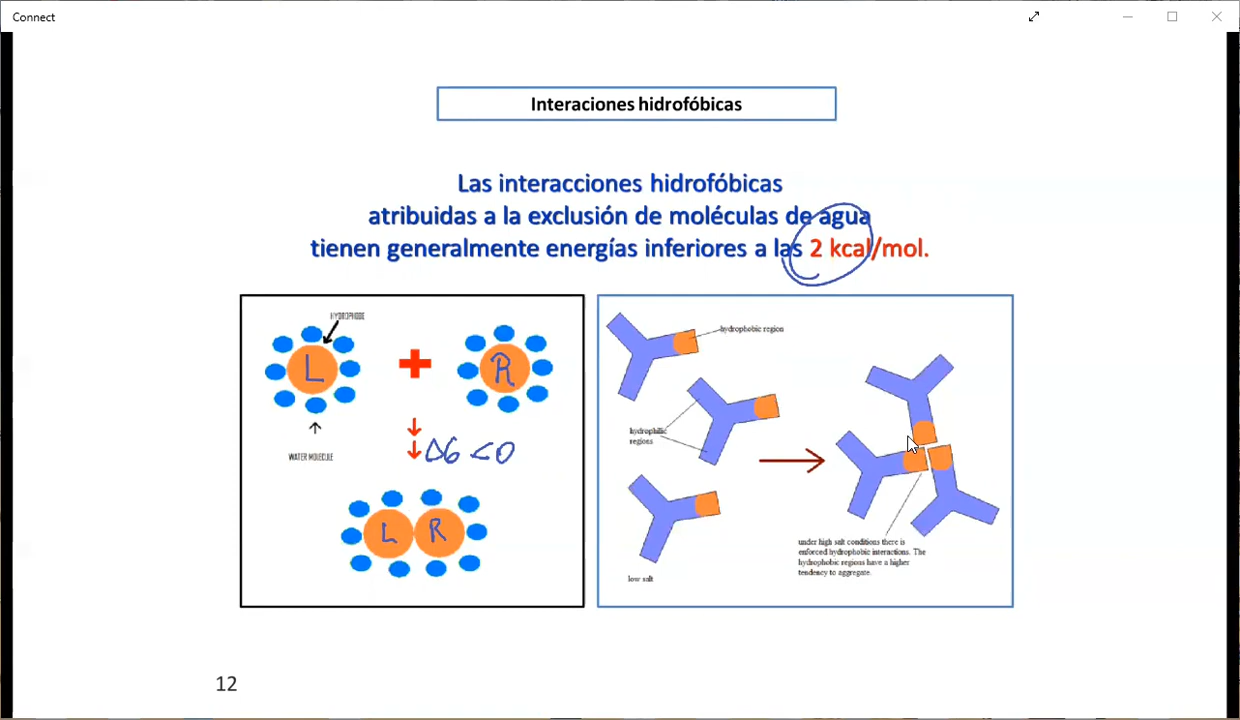 Connect
Interaciones hidrofóbicas
Las interacciones hidrofóbicas
atribuidas a la exclusión de moléculas de agua
tienen generalmente energías inferiores a las 2 kcal/mol.
HYDROPHOBE
L
R
ΔG <0
WATER MOLECULE
L
R
hydrophobic region
hydrophilic
regions
low salt
under high salt conditions there is
enforced hydrophobic interactions. The
hydrophobic regions have a higher
tendency to aggregate.
12